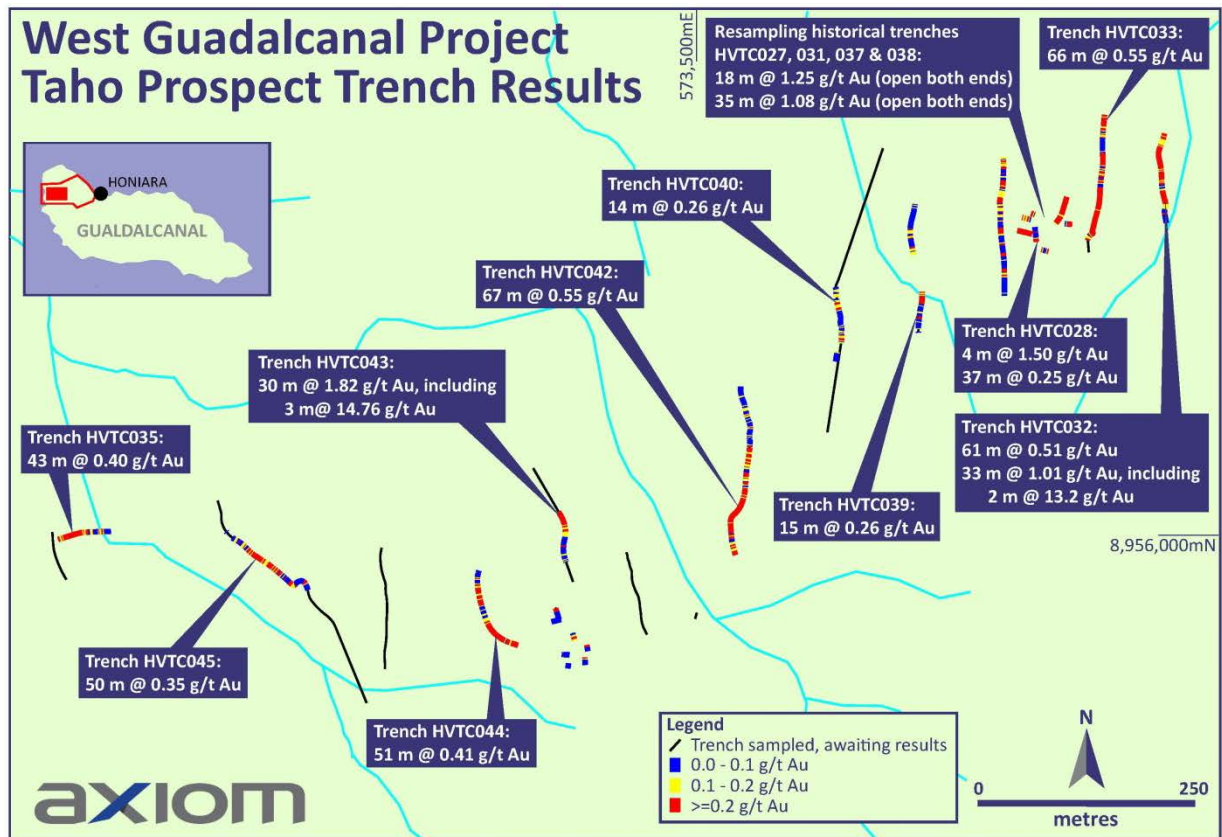 West Guadalcanal Project
Taho Prospect Trench Results
573,500mE
Resampling historical trenches
HVTC027, 031, 037 & 038:
18 m @ 1.25 g/t Au (open both ends)
35 m @ 1.08 g/t Au (open both ends)
Trench HVTC033:
66 m @ 0.55 g/t Au
HONIARA
GUALDALCANAL
Trench HVTC040:
14 m @ 0.26 g/t Au
Trench HVTC042:
67 m @ 0.55 g/t Au
Trench HVTC043:
30 m @ 1.82 g/t Au, including
3 m@ 14.76 g/t Au
Trench HVTC028:
4 m @ 1.50 g/t Au
37 m @ 0.25 g/t Au
Trench HVTC035:
43 m @ 0.40 g/t Au
Trench HVTC032:
61 m @ 0.51 g/t Au
33 m @ 1.01 g/t Au, including
2 m @ 13.2 g/t Au
Trench HVTC039:
15 m @ 0.26 g/t Au
8,956,000mN
Trench HVTC045:
50 m @ 0.35 g/t Au
Trench HVTC044:
51 m @ 0.41 g/t Au
Legend
Trench sampled, awaiting results
0.0 - 0.1 g/t Au
0.1 - 0.2 g/t Au
>=0.2 g/t Au
N
0 250
metres
axiom